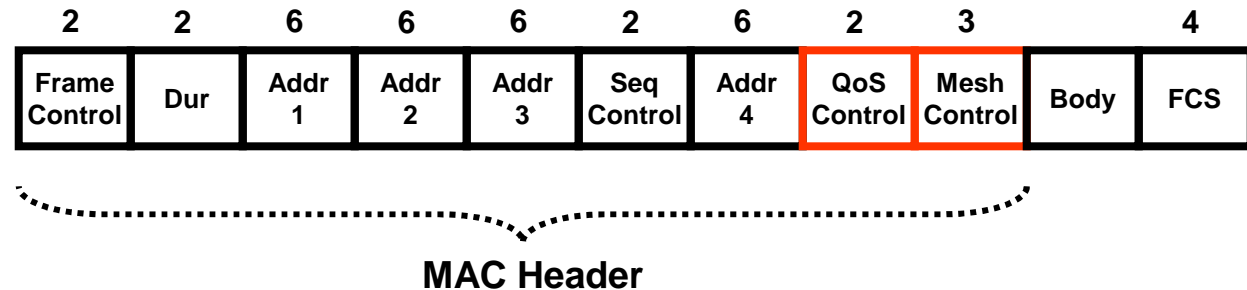 2 2 6 6 6 2 6 2 3 4
Frame Control Dur Addr 1 Addr 2 Addr 3 Seq Control Addr 4 QoS Control Mesh Control Body FCS
MAC Header